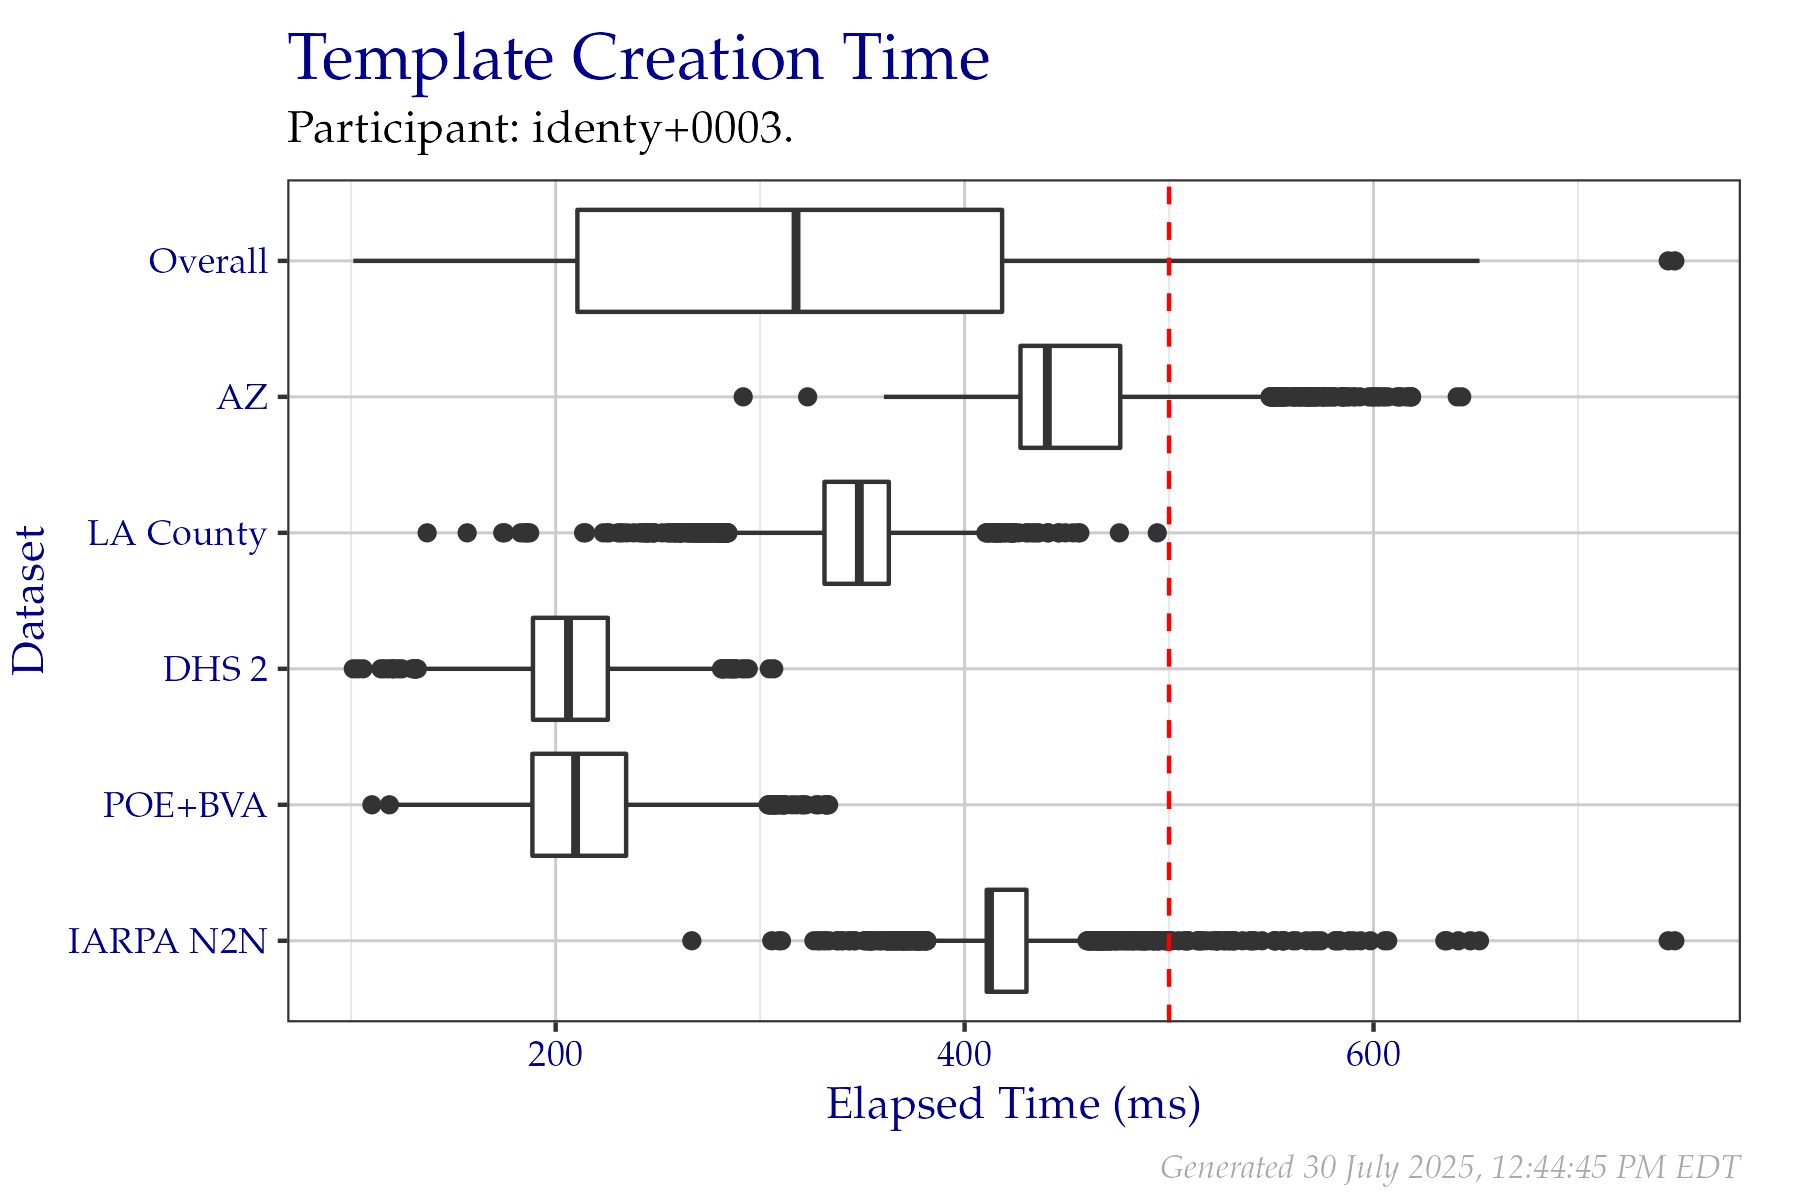 Template Creation Time
Participant: identy+0003.
Overall
AZ
LA County
DHS 2
POE+BVA
IARPA N2N
Dataset
200 400 600
Elapsed Time (ms)
Generated 30 July 2025, 12:44:45 PM EDT